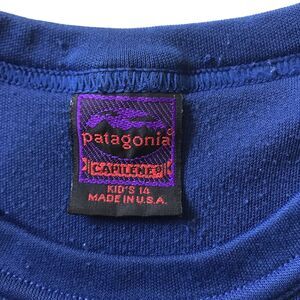 patagonia®
CAPILENE®
KID'S 14
MADE IN U.S.A.